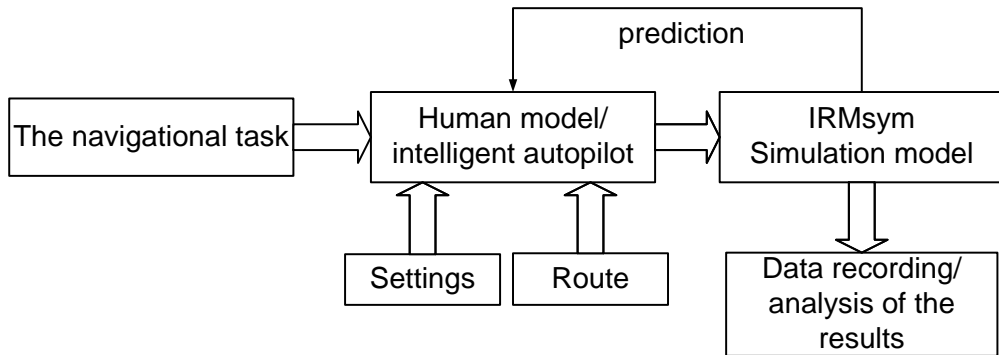 prediction
The navigational task
Human model/
intelligent autopilot
IRMsym
Simulation model
Settings
Route
Data recording/
analysis of the
results